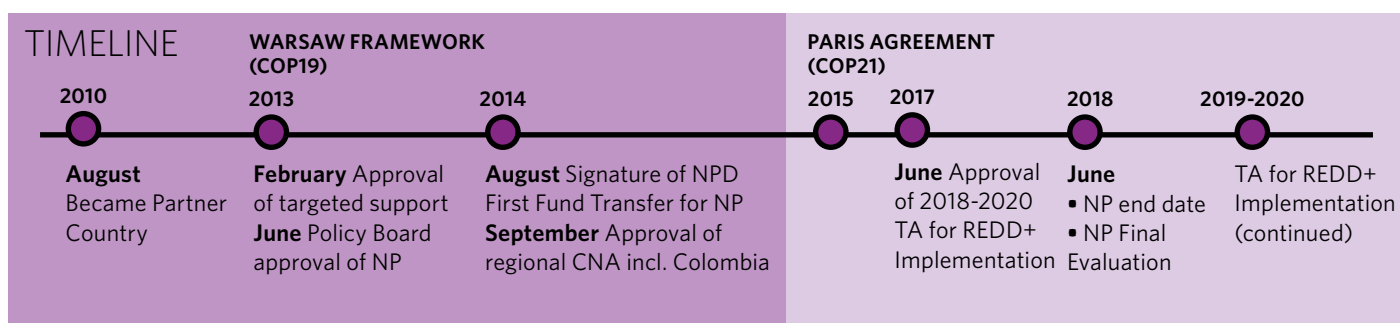 TIMELINE
WARSAW FRAMEWORK
(COP19)
PARIS AGREEMENT
(COP21)
2010
2013
2014
2015
2017
2018
2019-2020
August
Became Partner
Country
February Approval
of targeted support
June Policy Board
approval of NP
August Signature of NPD
First Fund Transfer for NP
September Approval of
regional CNA incl. Colombia
June Approval
of 2018-2020
TA for REDD+
Implementation
June
• NP end date
• NP Final
Evaluation
TA for REDD+
Implementation
(continued)